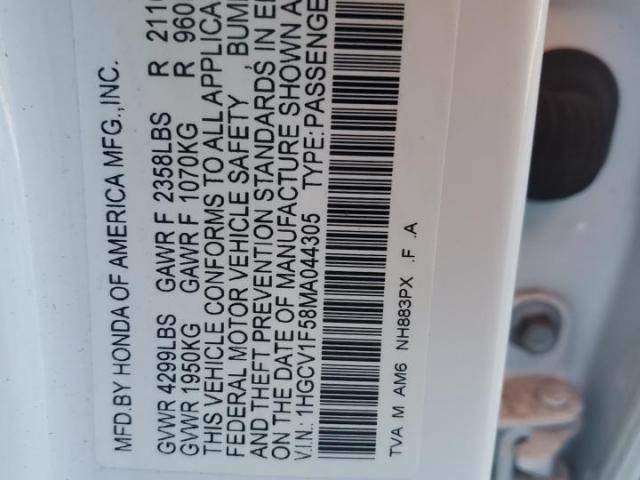 MFD.BY HONDA OF AMERICA MFG.,INC.
GVWR 4299LBS GAWR F 2358LBS R
GVWR 1950KG GAWR F 1070KG R 960
THIS VEHICLE CONFORMS TO ALL
FEDERAL MOTOR VEHICLE SAFETY
AND THEFT PREVENTION STANDARDS IN
ON THE DATE OF MANUFACTURE SHOWN
V.I.N.: 1HGCV1F58MA044305 TYPE:PASSENGE
TVA M AM6 NH883PX .F .A